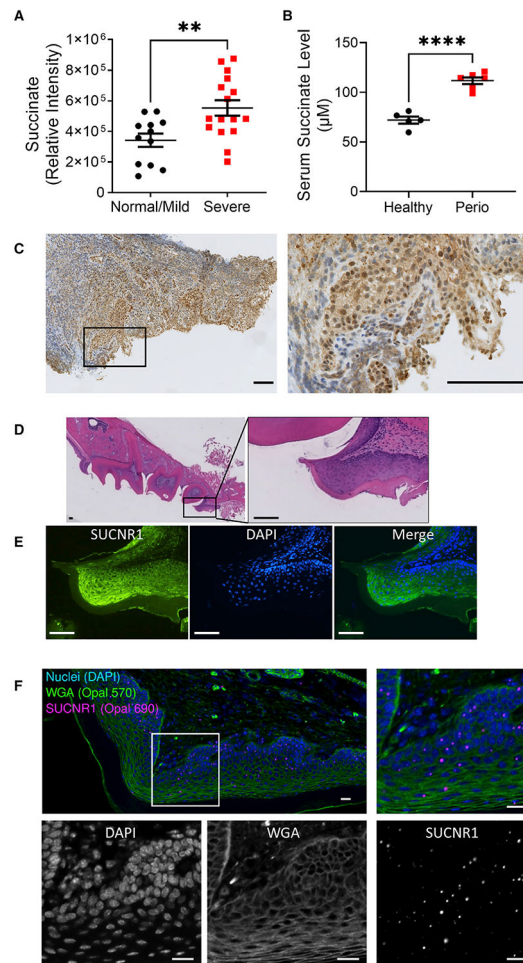 A
**
Succinate
(Relative Intensity)
1×10⁶
8×10⁵
6×10⁵
4×10⁵
2×10⁵
0
Normal/Mild Severe
B
****
Serum Succinate Level
(µM)
150
100
50
0
Healthy Perio
C
D
E
SUCNR1 DAPI Merge
F
Nuclei (DAPI)
WGA (Opal 570)
SUCNR1 (Opal 690)
DAPI WGA SUCNR1